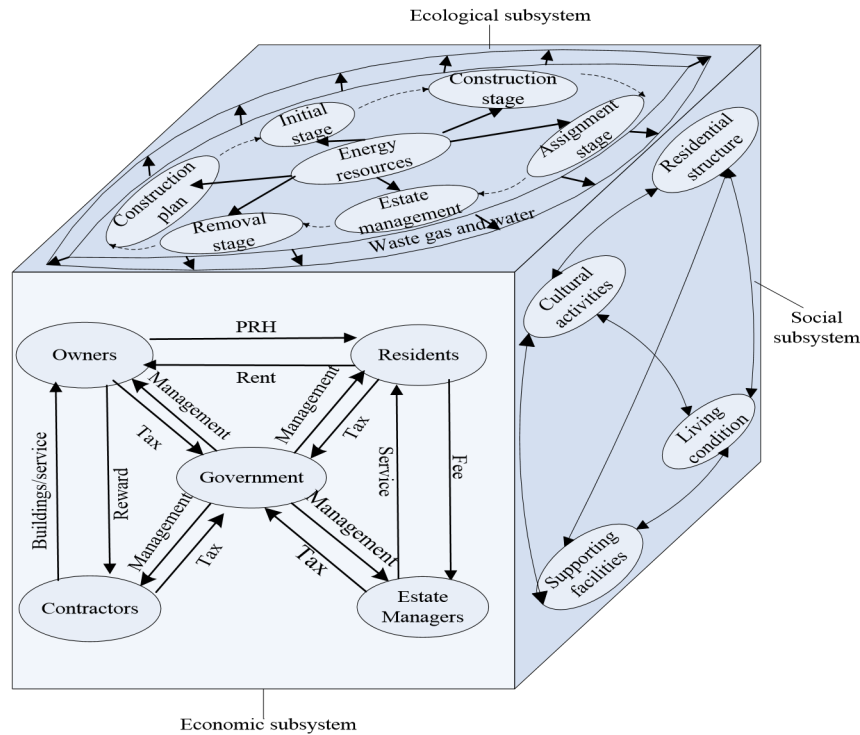 Ecological subsystem
Construction
stage
Initial
stage
Energy
resources
Assignment
stage
Construction
plan
Removal
stage
Estate
management
Waste gas and water
Residential
structure
Cultural
activities
Social
subsystem
Living
condition
Supporting
facilities
PRH
Owners
Residents
Rent
Management
Tax
Management
Tax
Government
Buildings/service
Reward
Service
Fee
Management
Tax
Management
Tax
Contractors
Estate
Managers
Economic subsystem